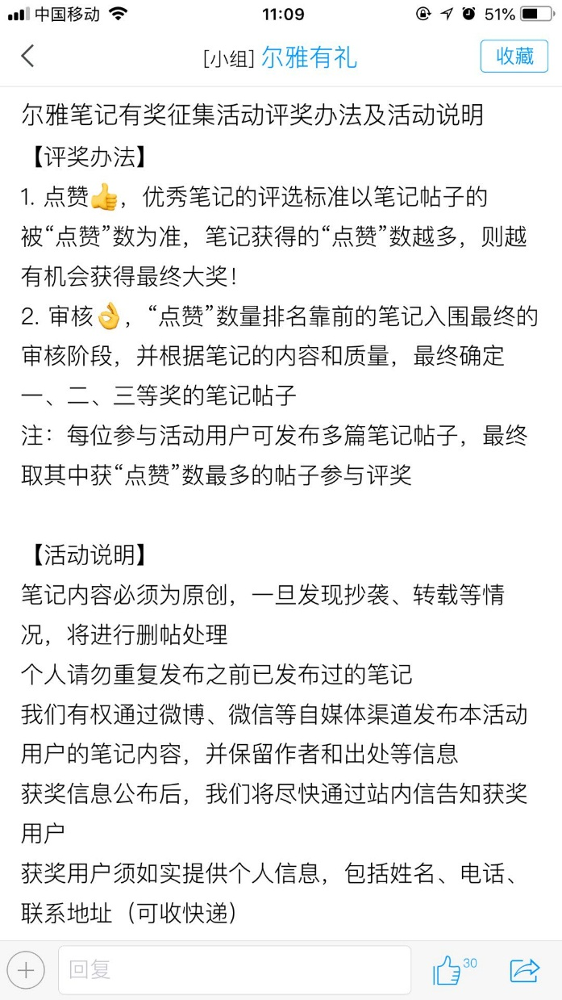 中国移动 11:09 51%
[小组] 尔雅有礼 收藏
尔雅笔记有奖征集活动评奖办法及活动说明
【评奖办法】
1. 点赞👍，优秀笔记的评选标准以笔记帖子的
被“点赞”数为准，笔记获得的“点赞”数越多，则越
有机会获得最终大奖！
2. 审核👌，“点赞”数量排名靠前的笔记入围最终的
审核阶段，并根据笔记的内容和质量，最终确定
一、二、三等奖的笔记帖子
注：每位参与活动用户可发布多篇笔记帖子，最终
取其中获“点赞”数最多的帖子参与评奖
【活动说明】
笔记内容必须为原创，一旦发现抄袭、转载等情
况，将进行删帖处理
个人请勿重复发布之前已发布过的笔记
我们有权通过微博、微信等自媒体渠道发布本活动
用户的笔记内容，并保留作者和出处等信息
获奖信息公布后，我们将尽快通过站内信告知获奖
用户
获奖用户须如实提供个人信息，包括姓名、电话、
联系地址（可收快递）
回复 30